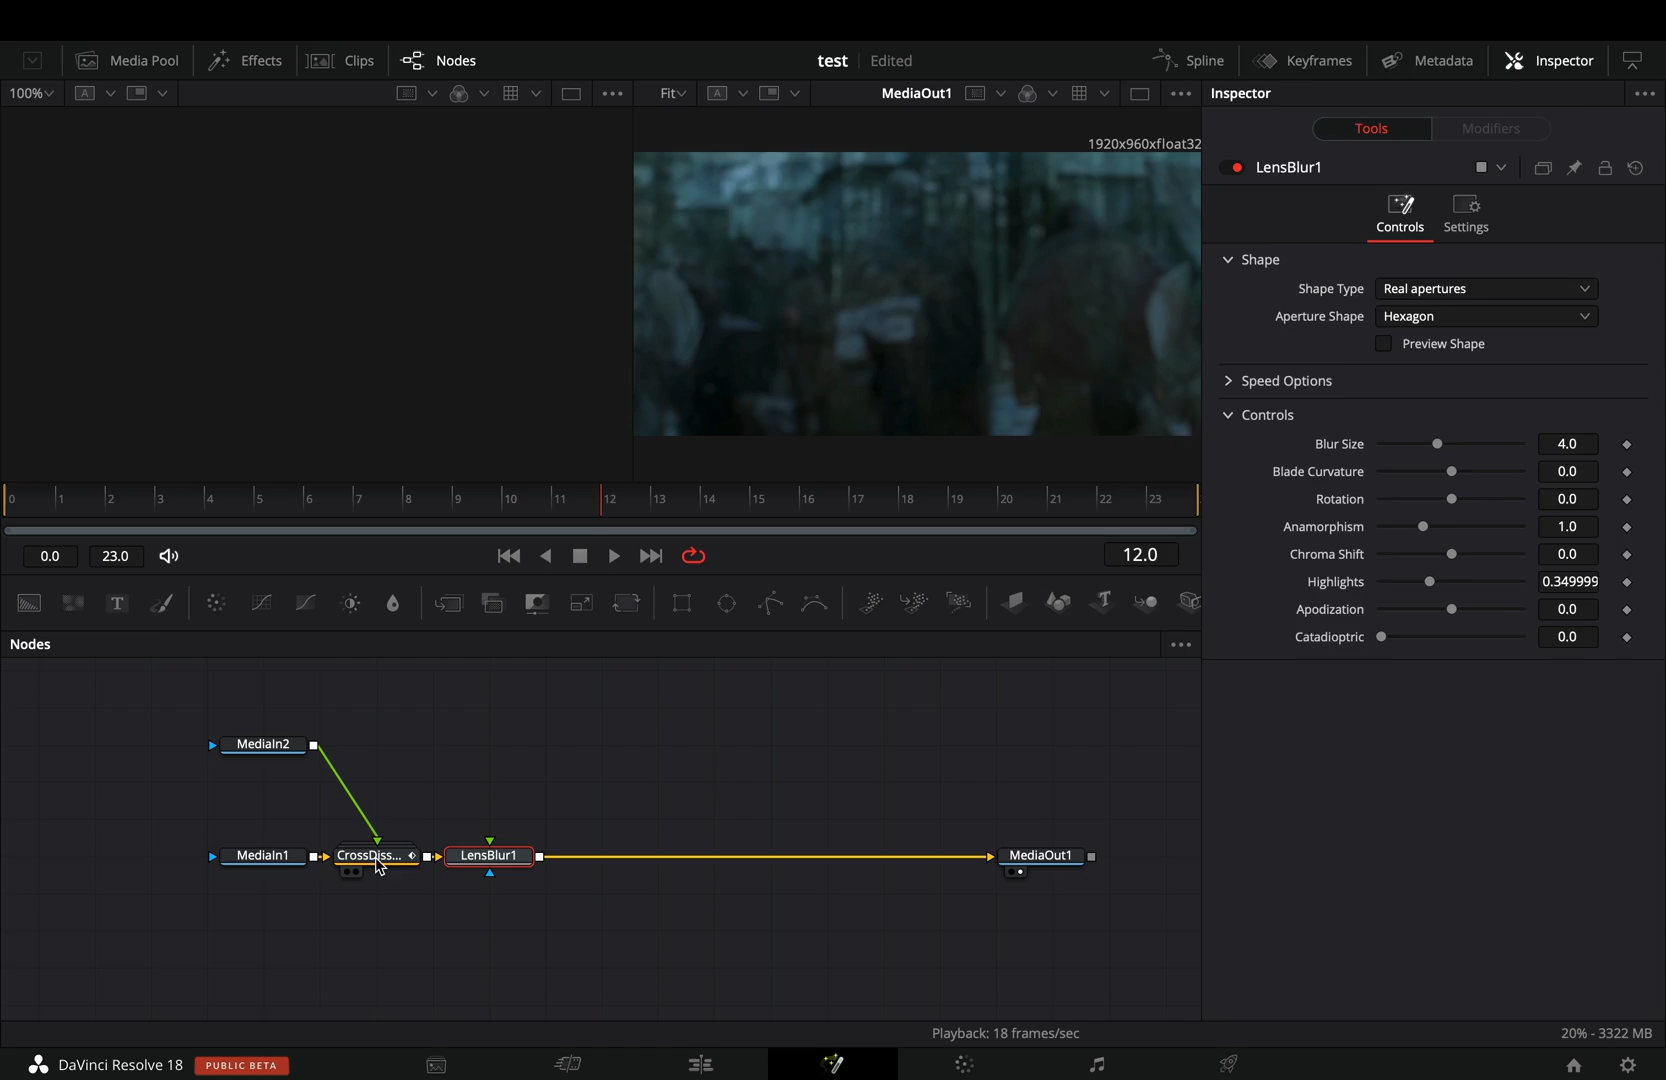 Media Pool Effects Clips Nodes test Edited Spline Keyframes Metadata Inspector
100% A Fit A MediaOut1 Inspector
Tools Modifiers
1920x960xfloat32
LensBlur1
Controls Settings
Shape
Shape Type Real apertures
Aperture Shape Hexagon
Preview Shape
Speed Options
Controls
Blur Size 4.0
Blade Curvature 0.0
Rotation 0.0
Anamorphism 1.0
Chroma Shift 0.0
Highlights 0.349999
Apodization 0.0
Catadioptric 0.0
0 1 2 3 4 5 6 7 8 9 10 11 12 13 14 15 16 17 18 19 20 21 22 23
0.0 23.0 12.0
T T
Nodes
MediaIn2
MediaIn1 CrossDiss... LensBlur1 MediaOut1
Playback: 18 frames/sec 20% - 3322 MB
DaVinci Resolve 18 PUBLIC BETA